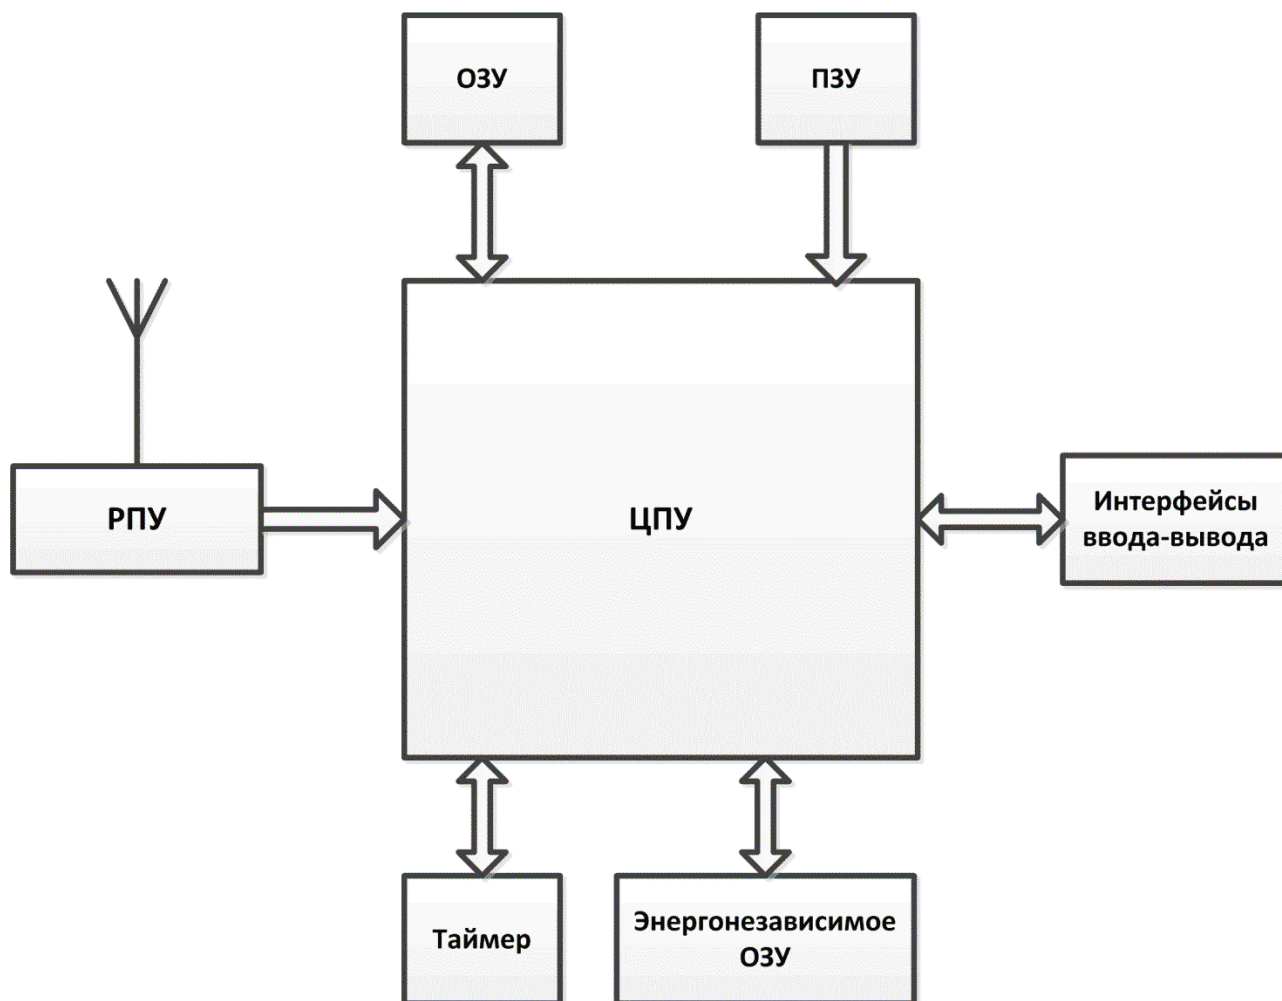 ОЗУ
ПЗУ
РПУ
ЦПУ
Интерфейсы
ввода-вывода
Таймер
Энергонезависимое
ОЗУ